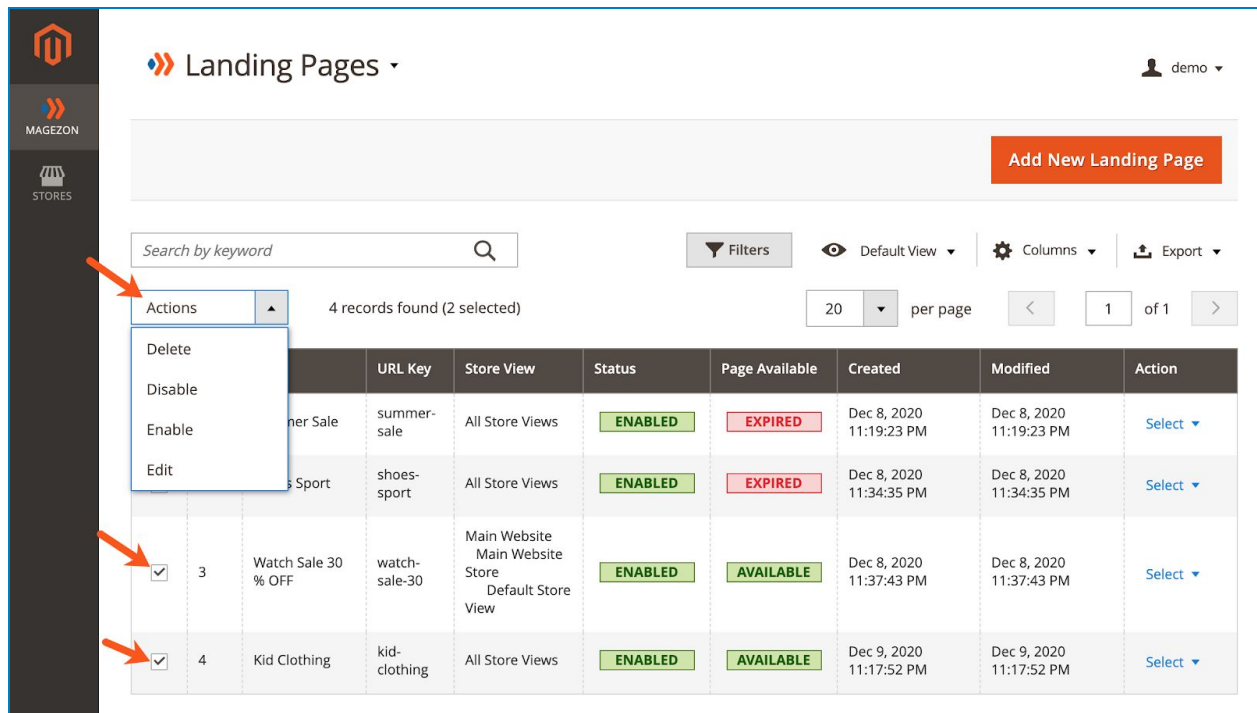 Landing Pages
demo
MAGEZON
STORES
Add New Landing Page
Search by keyword
Filters
Default View
Columns
Export
Actions
4 records found (2 selected)
20
per page
1
of 1
Delete
Disable
Enable
Edit
URL Key
Store View
Status
Page Available
Created
Modified
Action
Sale
summer-
sale
All Store Views
ENABLED
EXPIRED
Dec 8, 2020
11:19:23 PM
Dec 8, 2020
11:19:23 PM
Select
Sport
shoes-
sport
All Store Views
ENABLED
EXPIRED
Dec 8, 2020
11:34:35 PM
Dec 8, 2020
11:34:35 PM
Select
3
Watch Sale 30
% OFF
watch-
sale-30
Main Website
Main Website
Store
Default Store
View
ENABLED
AVAILABLE
Dec 8, 2020
11:37:43 PM
Dec 8, 2020
11:37:43 PM
Select
4
Kid Clothing
kid-
clothing
All Store Views
ENABLED
AVAILABLE
Dec 9, 2020
11:17:52 PM
Dec 9, 2020
11:17:52 PM
Select